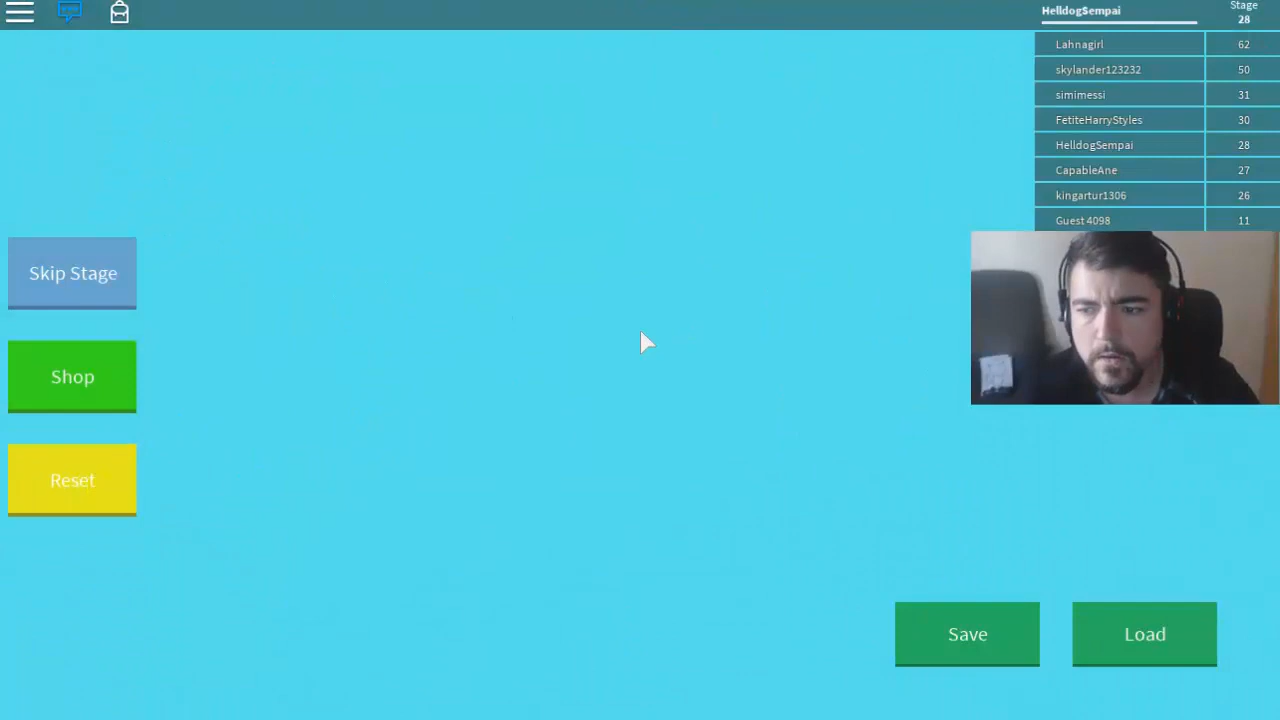 HelldogSempai
Stage
28
Lahnagirl 62
skylander123232 50
simimessi 31
FetiteHarryStyles 30
HelldogSempai 28
CapableAne 27
kingartur1306 26
Guest 4098 11
Skip Stage
Shop
Reset
Save
Load